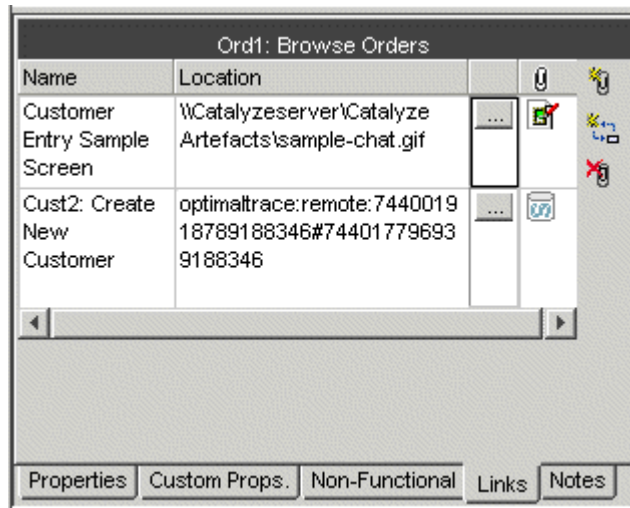 Ord1: Browse Orders
Name Location
Customer \\Catalyzeserver\Catalyze ...
Entry Sample Artefacts\sample-chat.gif
Screen
Cust2: Create optimaltrace:remote:7440019 ...
New 18789188346#74401779693
Customer 9188346
Properties Custom Props. Non-Functional Links Notes